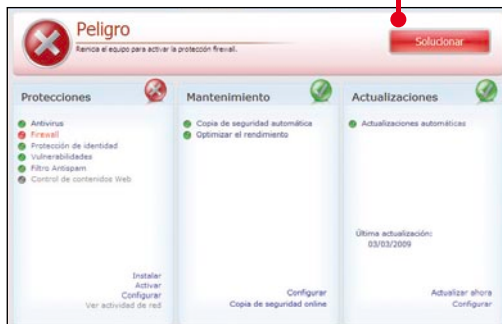 Peligro
Reinicia el equipo para activar la protección firewall.
Solucionar
Protecciones
Antivirus
Firewall
Protección de identidad
Vulnerabilidades
Filtro Antispam
Control de contenidos Web
Instalar
Activar
Configurar
Ver actividad de red
Mantenimiento
Copia de seguridad automática
Optimizar el rendimiento
Configurar
Copia de seguridad online
Actualizaciones
Actualizaciones automáticas
Última actualización:
03/03/2009
Actualizar ahora
Configurar